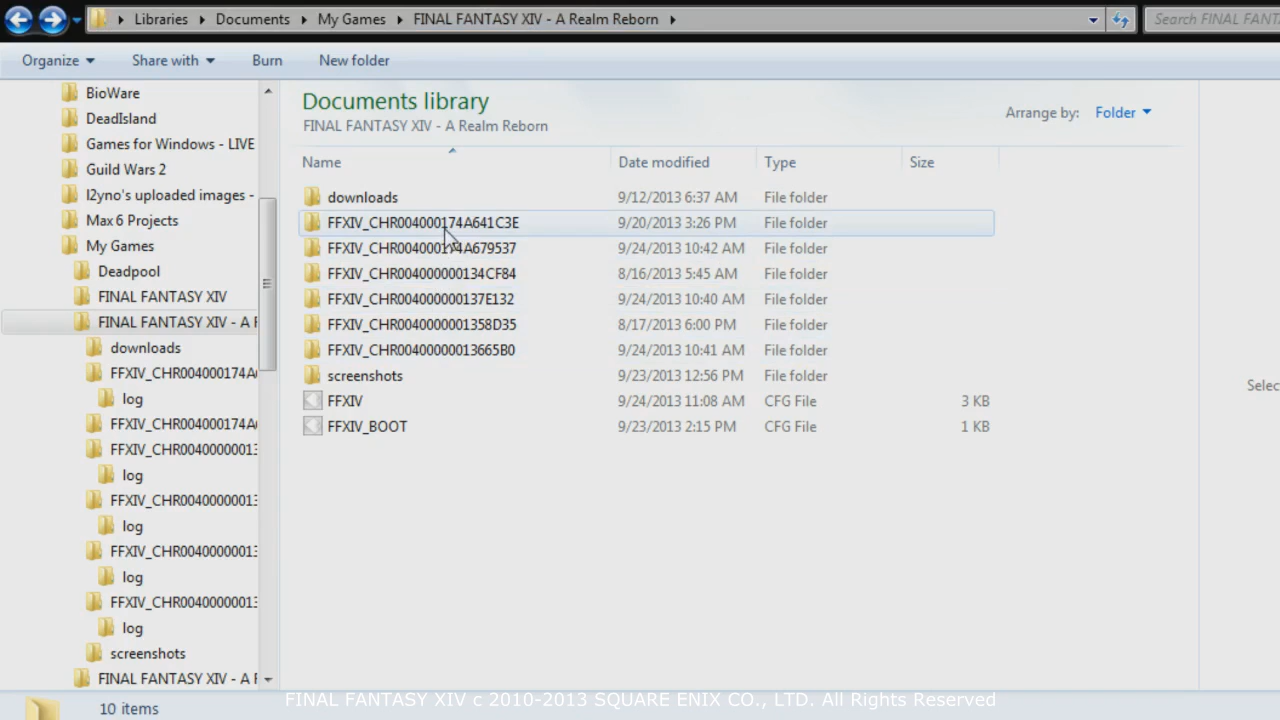 Libraries Documents My Games FINAL FANTASY XIV - A Realm Reborn
Search FINAL FANT
Organize Share with Burn New folder
BioWare
DeadIsland
Games for Windows - LIVE
Guild Wars 2
l2yno's uploaded images -
Max 6 Projects
My Games
Deadpool
FINAL FANTASY XIV
FINAL FANTASY XIV - A F
downloads
FFXIV_CHR004000174A
log
FFXIV_CHR004000174A
FFXIV_CHR0040000013
log
FFXIV_CHR0040000013
log
FFXIV_CHR0040000013
log
FFXIV_CHR0040000013
log
screenshots
FINAL FANTASY XIV - A F
Documents library
FINAL FANTASY XIV - A Realm Reborn
Arrange by: Folder
Name Date modified Type Size
downloads 9/12/2013 6:37 AM File folder
FFXIV_CHR004000174A641C3E 9/20/2013 3:26 PM File folder
FFXIV_CHR004000174A679537 9/24/2013 10:42 AM File folder
FFXIV_CHR004000000134CF84 8/16/2013 5:45 AM File folder
FFXIV_CHR004000000137E132 9/24/2013 10:40 AM File folder
FFXIV_CHR0040000001358D35 8/17/2013 6:00 PM File folder
FFXIV_CHR00400000013665B0 9/24/2013 10:41 AM File folder
screenshots 9/23/2013 12:56 PM File folder
FFXIV 9/24/2013 11:08 AM CFG File 3 KB
FFXIV_BOOT 9/23/2013 2:15 PM CFG File 1 KB
Selec
10 items
FINAL FANTASY XIV c 2010-2013 SQUARE ENIX CO., LTD. All Rights Reserved